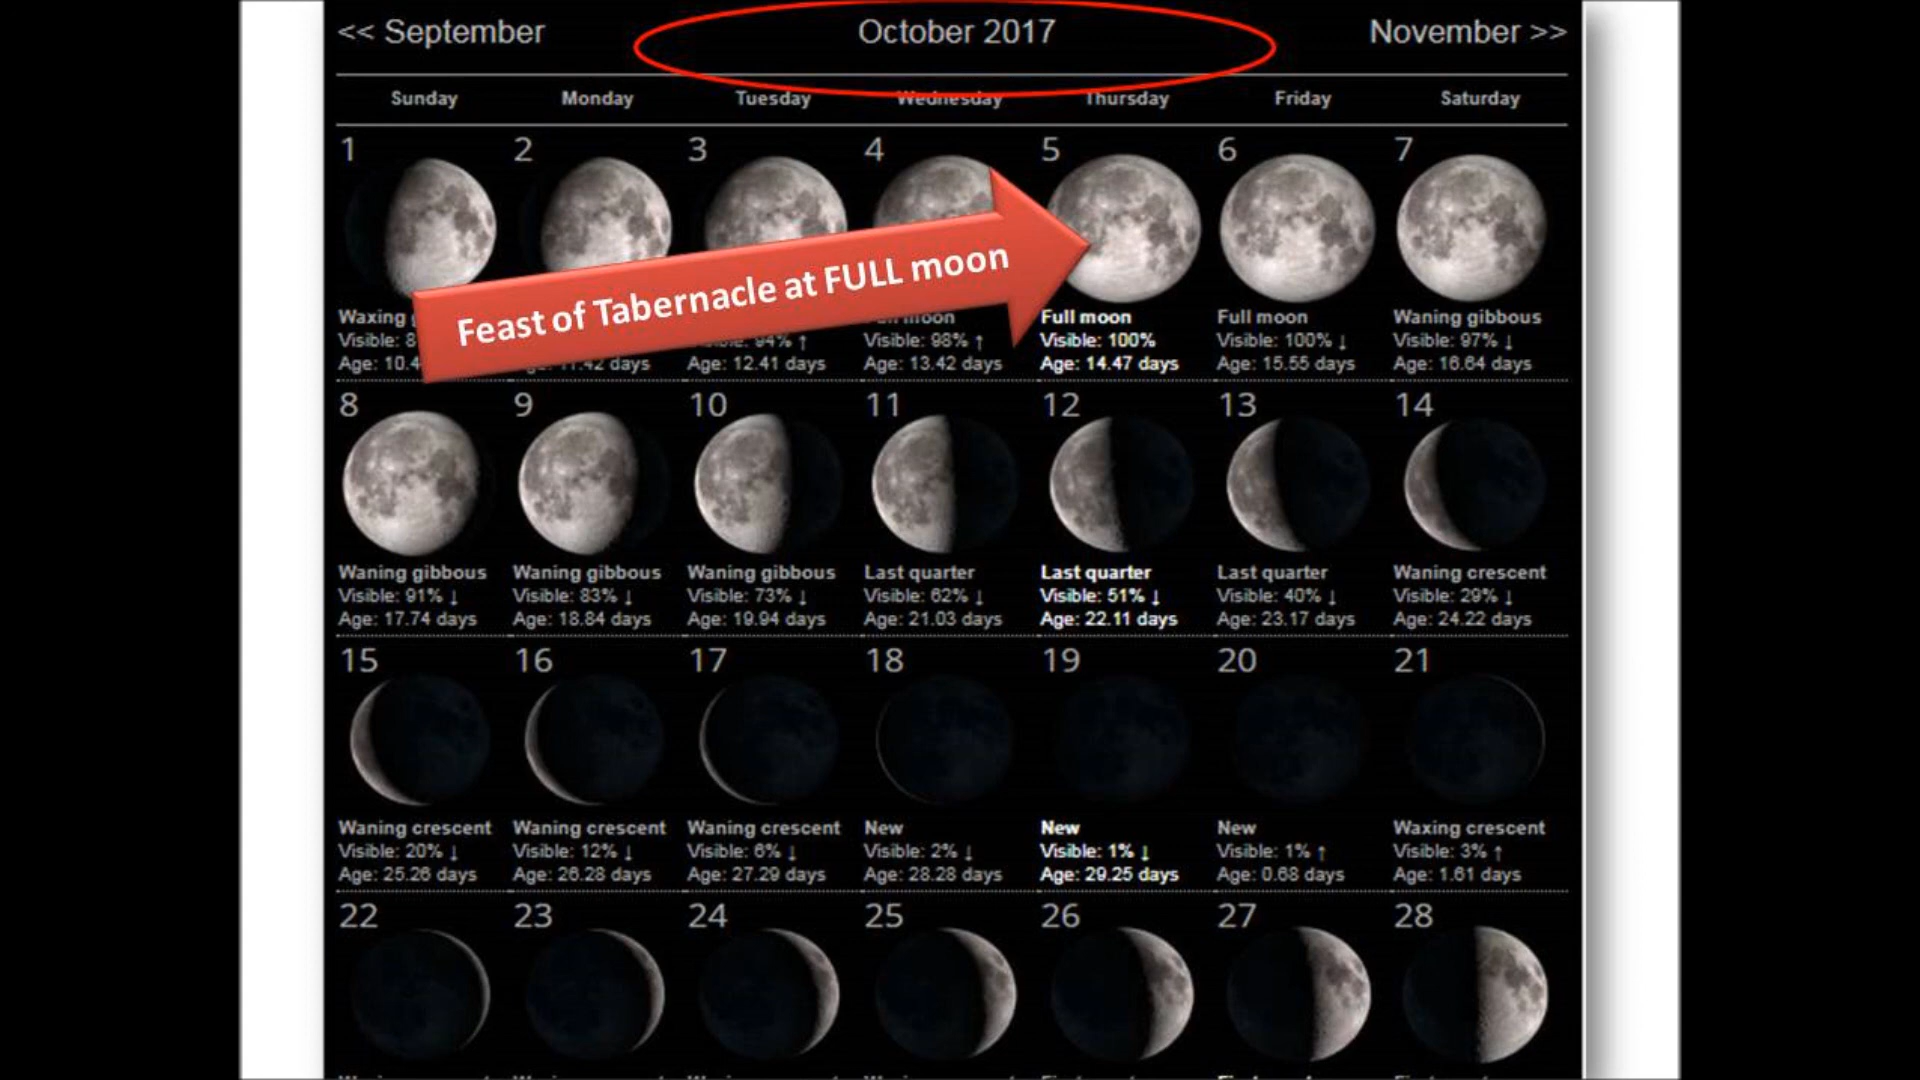 << September October 2017 November >>
Sunday Monday Tuesday Wednesday Thursday Friday Saturday
1 2 3 4 5 6 7
Feast of Tabernacle at FULL moon
Waxing moon Full moon Full moon Waning gibbous
Visible: 94% ↑ Visible: 98% ↑ Visible: 100% Visible: 100% ↓ Visible: 97% ↓
Age: days Age: 12.41 days Age: 13.42 days Age: 14.47 days Age: 15.55 days Age: 16.64 days
8 9 10 11 12 13 14
Waning gibbous Waning gibbous Waning gibbous Last quarter Last quarter Last quarter Waning crescent
Visible: 91% ↓ Visible: 83% ↓ Visible: 73% ↓ Visible: 62% ↓ Visible: 51% ↓ Visible: 40% ↓ Visible: 29% ↓
Age: 17.74 days Age: 18.84 days Age: 19.94 days Age: 21.03 days Age: 22.11 days Age: 23.17 days Age: 24.22 days
15 16 17 18 19 20 21
Waning crescent Waning crescent Waning crescent New New New Waxing crescent
Visible: 20% ↓ Visible: 12% ↓ Visible: 6% ↓ Visible: 2% ↓ Visible: 1% ↓ Visible: 1% ↑ Visible: 3% ↑
Age: 25.26 days Age: 26.28 days Age: 27.29 days Age: 28.28 days Age: 29.25 days Age: 0.68 days Age: 1.61 days
22 23 24 25 26 27 28